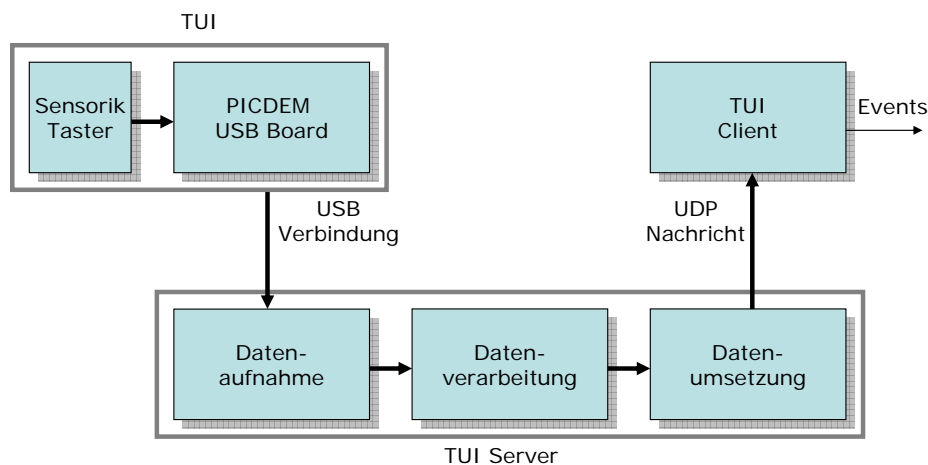 TUI
Sensorik
Taster
PICDEM
USB Board
TUI
Client
Events
USB
Verbindung
UDP
Nachricht
Daten-
aufnahme
Daten-
verarbeitung
Daten-
umsetzung
TUI Server